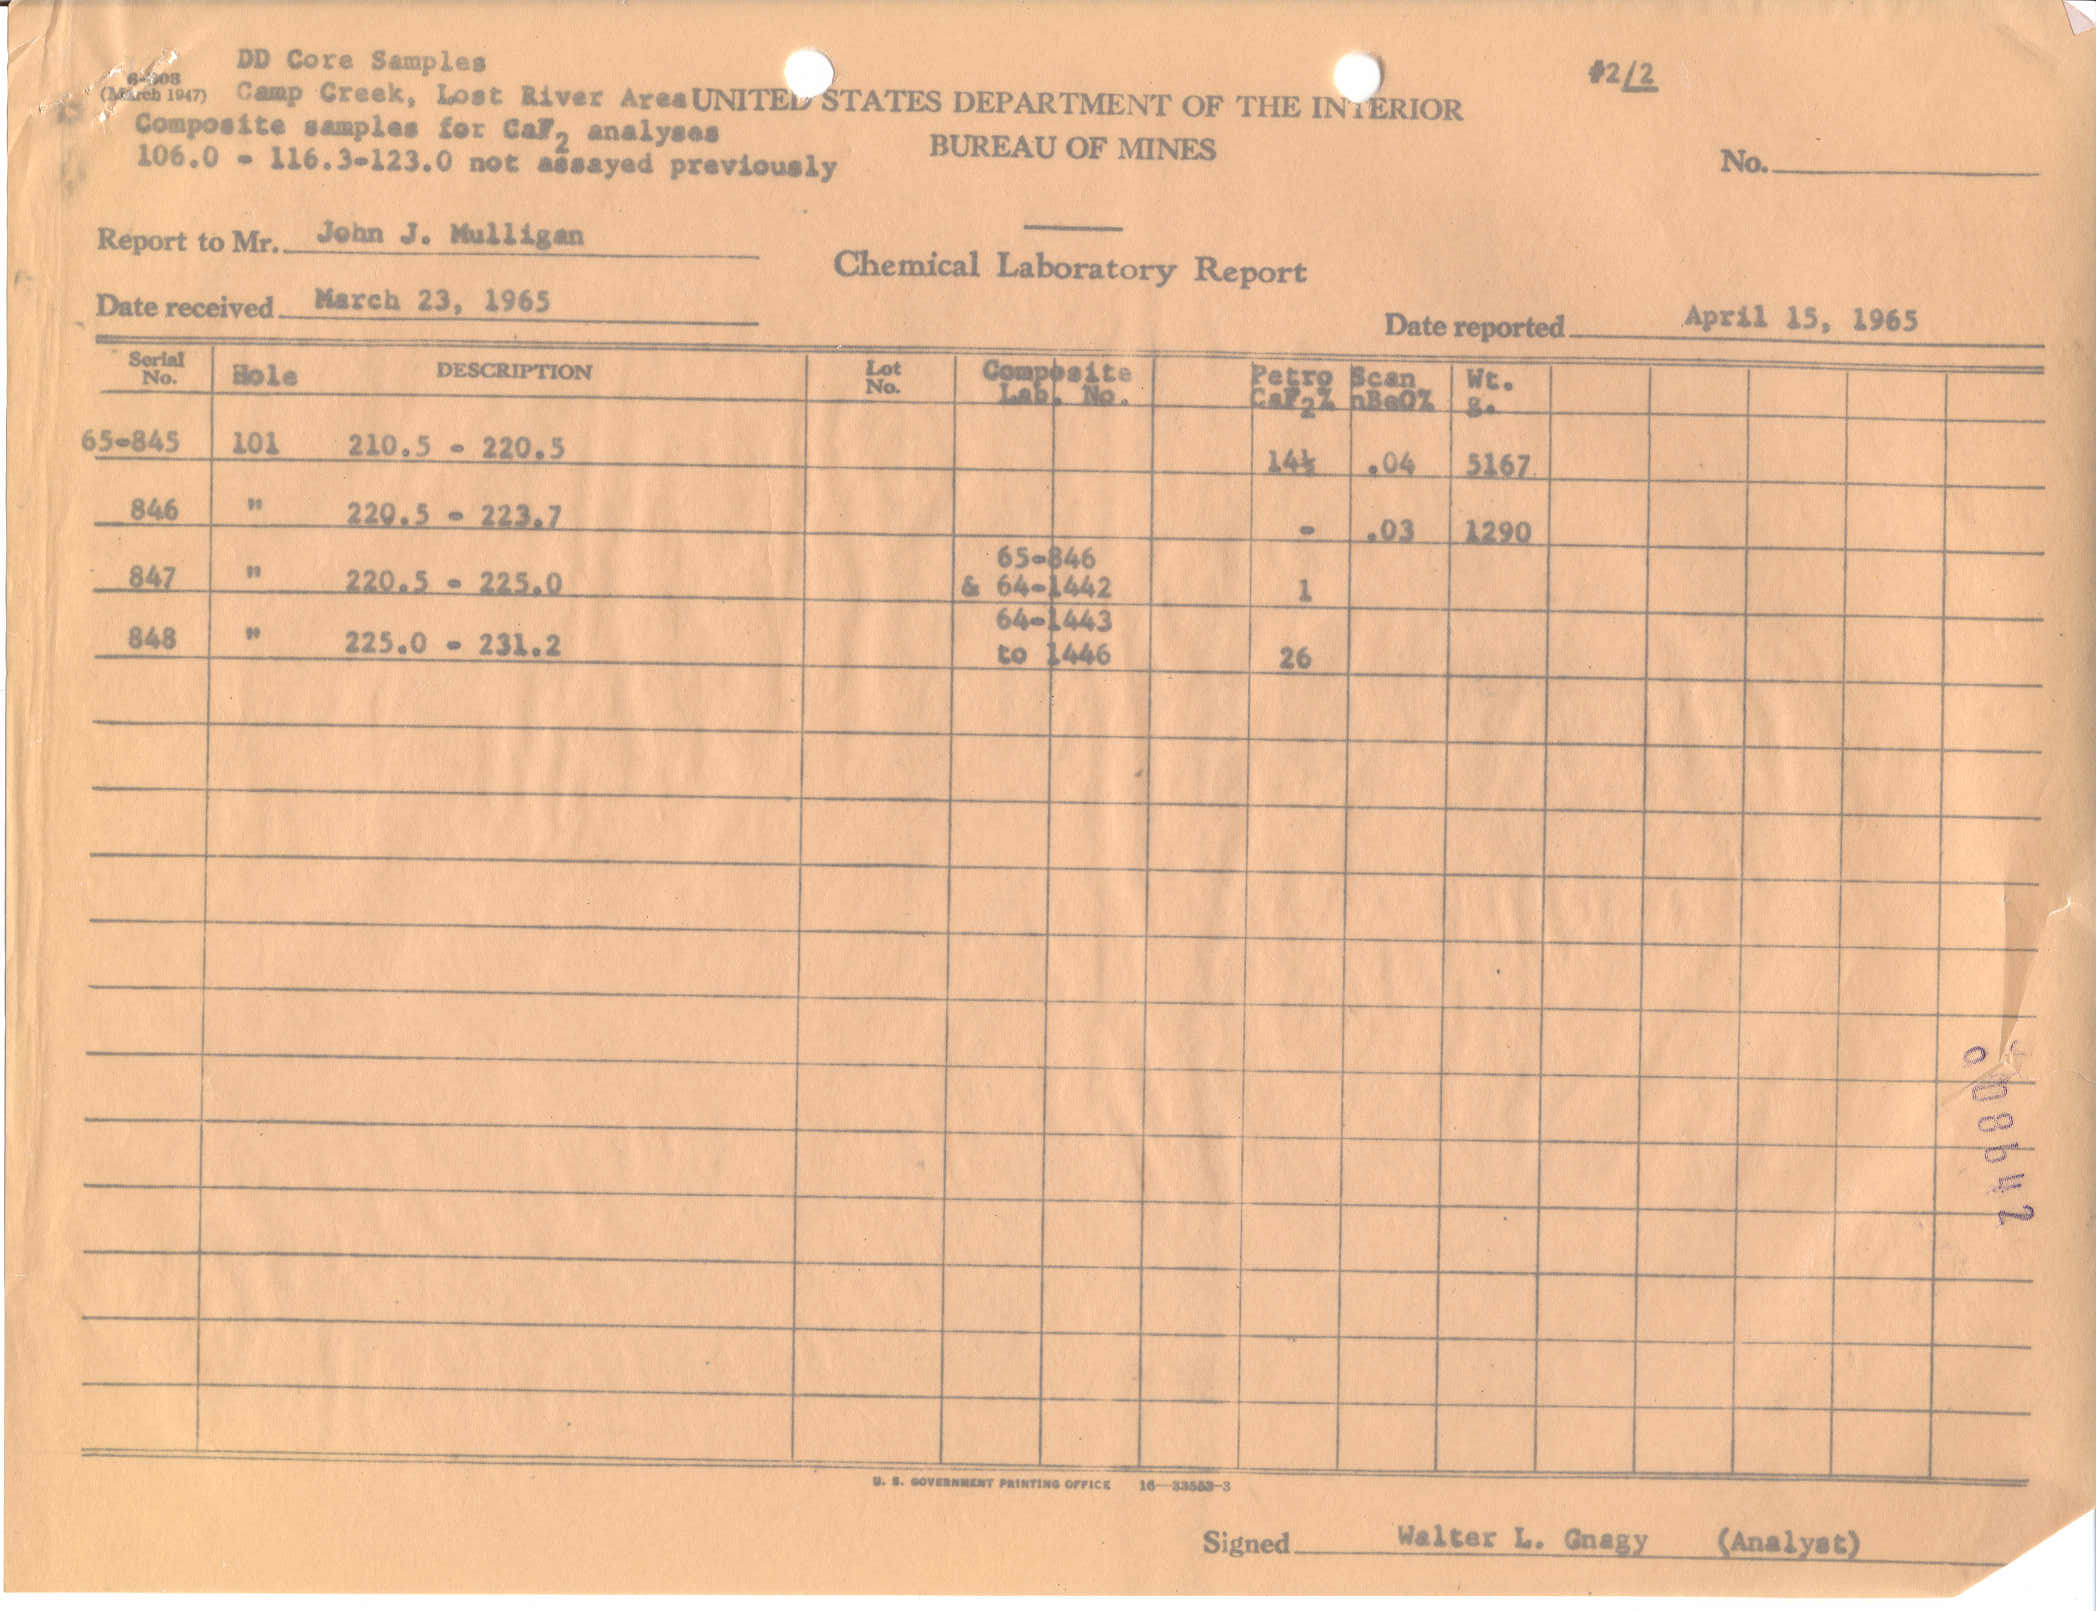 DD Core Samples
#2/2
6-808
(March 1947)
Camp Creek, Lost River Area
UNITED STATES DEPARTMENT OF THE INTERIOR
Composite samples for CaF2 analyses
BUREAU OF MINES
106.0 - 116.3-123.0 not assayed previously
No.
Report to Mr. John J. Mulligan
Chemical Laboratory Report
Date received March 23, 1965
Date reported April 15, 1965
Serial No. Hole DESCRIPTION Lot No. Composite Lab. No. Petro CaF2% Scan nBeO% Wt. g.
65-845 101 210.5 - 220.5 14½ .04 5167
846 " 220.5 - 223.7 - .03 1290
65-846
847 " 220.5 - 225.0 & 64-1442 1
64-1443
848 " 225.0 - 231.2 to 1446 26
U. S. GOVERNMENT PRINTING OFFICE 16—33553-3
Signed Walter L. Gnagy (Analyst)